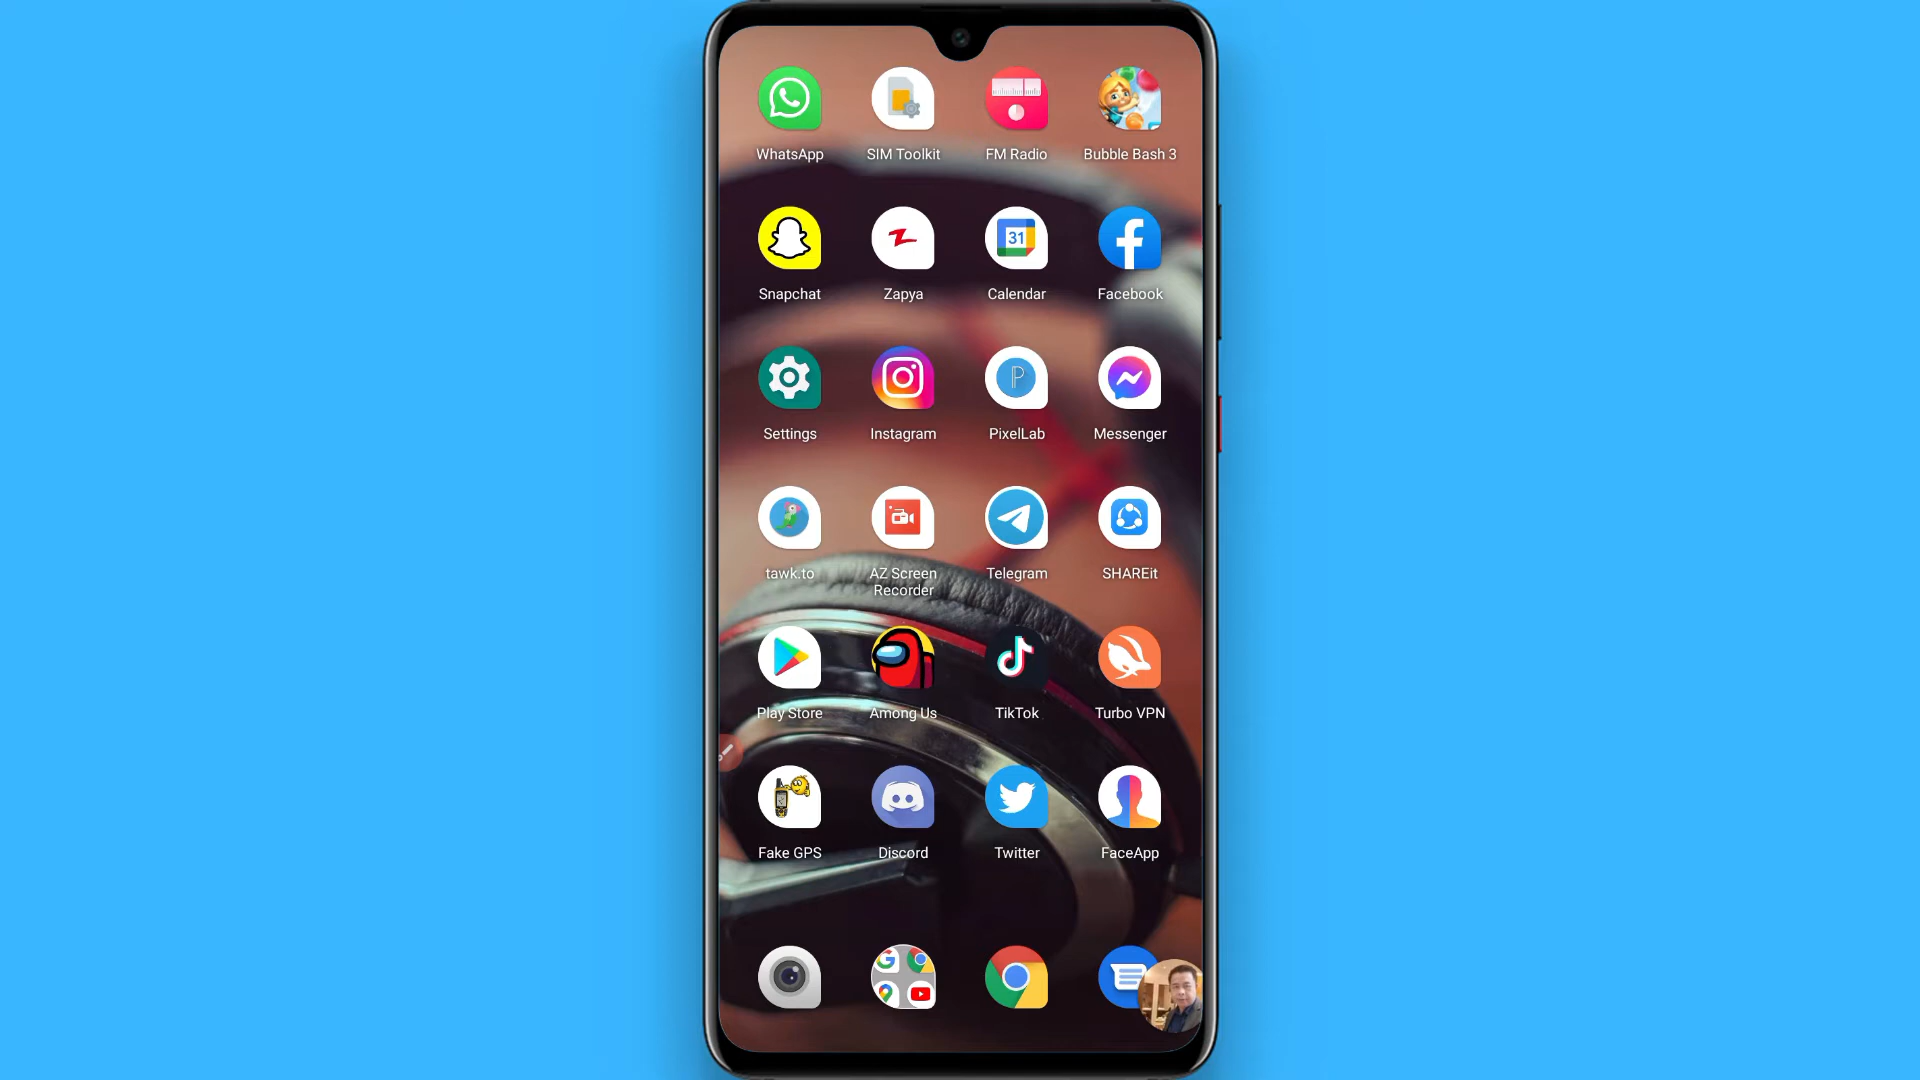 WhatsApp
SIM Toolkit
FM Radio
Bubble Bash 3
Snapchat
Zapya
31
Calendar
Facebook
Settings
Instagram
P
PixelLab
Messenger
tawk.to
AZ Screen
Recorder
Telegram
SHAREit
Play Store
Among Us
TikTok
Turbo VPN
Fake GPS
Discord
Twitter
FaceApp